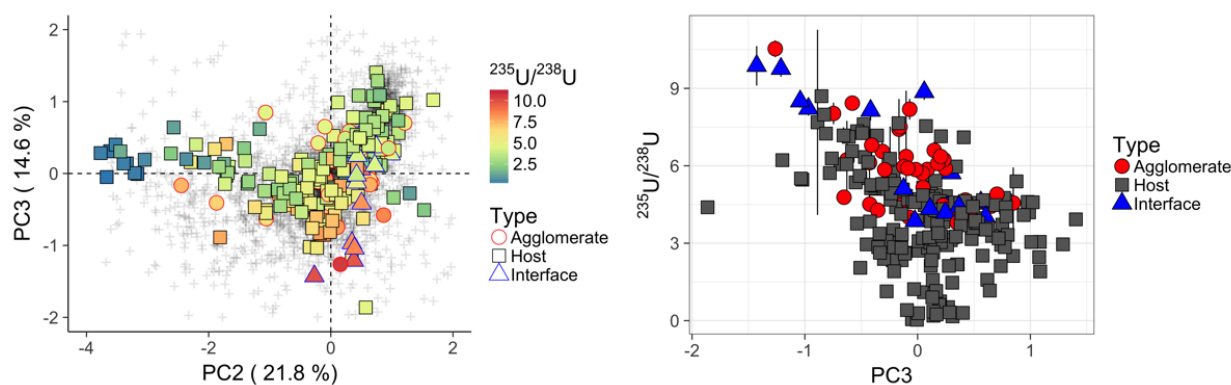 2
1
0
-1
-2
PC3 ( 14.6 %)
-4
-2
0
2
PC2 ( 21.8 %)
²³⁵U/²³⁸U
10.0
7.5
5.0
2.5
Type
Agglomerate
Host
Interface
²³⁵U/²³⁸U
9
6
3
0
-2
-1
0
1
PC3
Type
Agglomerate
Host
Interface